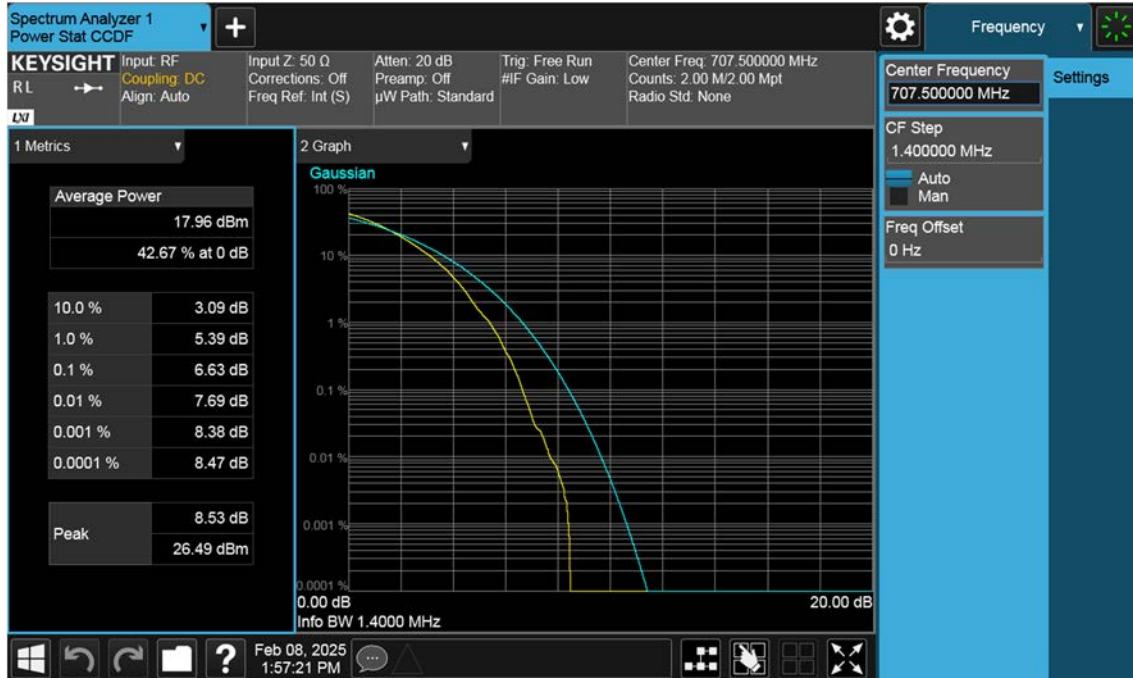 Spectrum Analyzer 1
Power Stat CCDF
Frequency
KEYSIGHT
RL
LXI
Input: RF
Coupling: DC
Align: Auto
Input Z: 50 Ω
Corrections: Off
Freq Ref: Int (S)
Atten: 20 dB
Preamp: Off
µW Path: Standard
Trig: Free Run
#IF Gain: Low
Center Freq: 707.500000 MHz
Counts: 2.00 M/2.00 Mpt
Radio Std: None
Center Frequency
707.500000 MHz
Settings
CF Step
1.400000 MHz
Auto
Man
Freq Offset
0 Hz
1 Metrics
Average Power
17.96 dBm
42.67 % at 0 dB
10.0 % 3.09 dB
1.0 % 5.39 dB
0.1 % 6.63 dB
0.01 % 7.69 dB
0.001 % 8.38 dB
0.0001 % 8.47 dB
Peak
8.53 dB
26.49 dBm
2 Graph
Gaussian
100 %
10 %
1 %
0.1 %
0.01 %
0.001 %
0.0001 %
0.00 dB 20.00 dB
Info BW 1.4000 MHz
?
Feb 08, 2025
1:57:21 PM